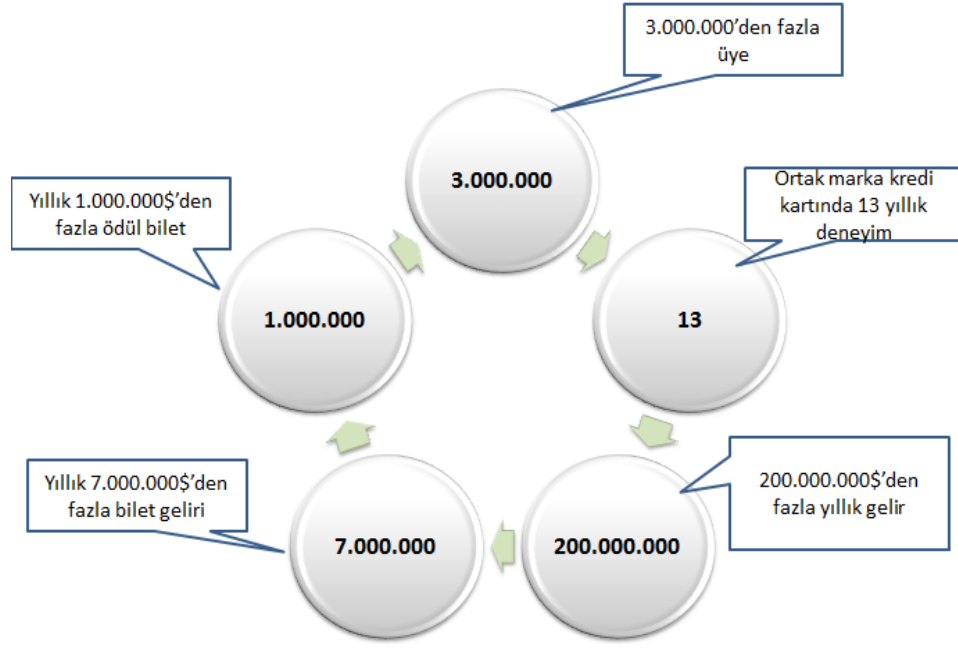 3.000.000’den fazla
üye
3.000.000
Ortak marka kredi
kartında 13 yıllık
deneyim
13
200.000.000$’den
fazla yıllık gelir
200.000.000
Yıllık 7.000.000$’den
fazla bilet geliri
7.000.000
Yıllık 1.000.000$’den
fazla ödül bilet
1.000.000